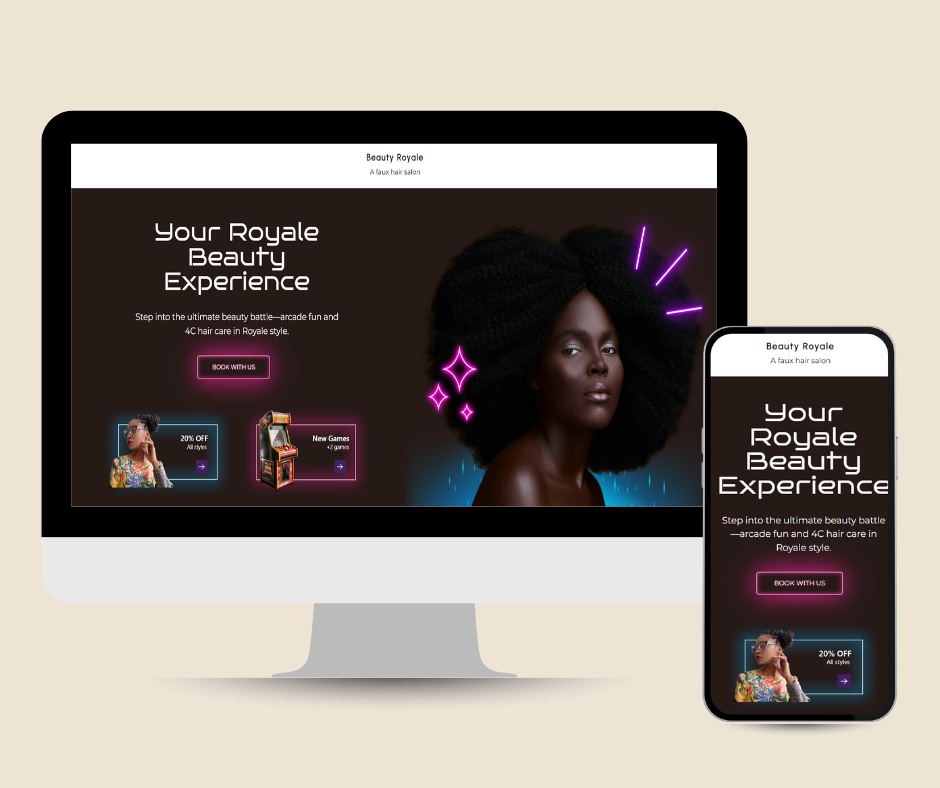 Beauty Royale
A faux hair salon
Your Royale
Beauty
Experience
Step into the ultimate beauty battle—arcade fun and
4C hair care in Royale style.
BOOK WITH US
20% OFF
All styles
New Games
+2 games
Beauty Royale
A faux hair salon
Your
Royale
Beauty
Experience
Step into the ultimate beauty battle
—arcade fun and 4C hair care in
Royale style.
BOOK WITH US
20% OFF
All styles